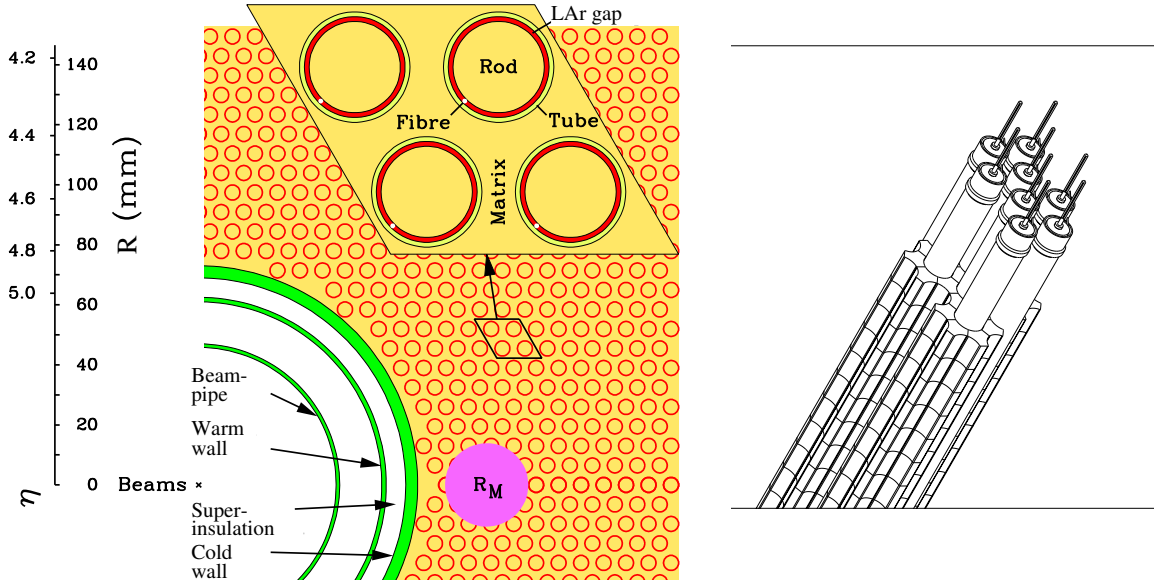 LAr gap
Rod
Fibre
Tube
Matrix
4.2
4.4
4.6
4.8
5.0
η
140
120
100
80
60
40
20
0
R (mm)
Beam-
pipe
Warm
wall
Beams ×
Super-
insulation
Cold
wall
R_M